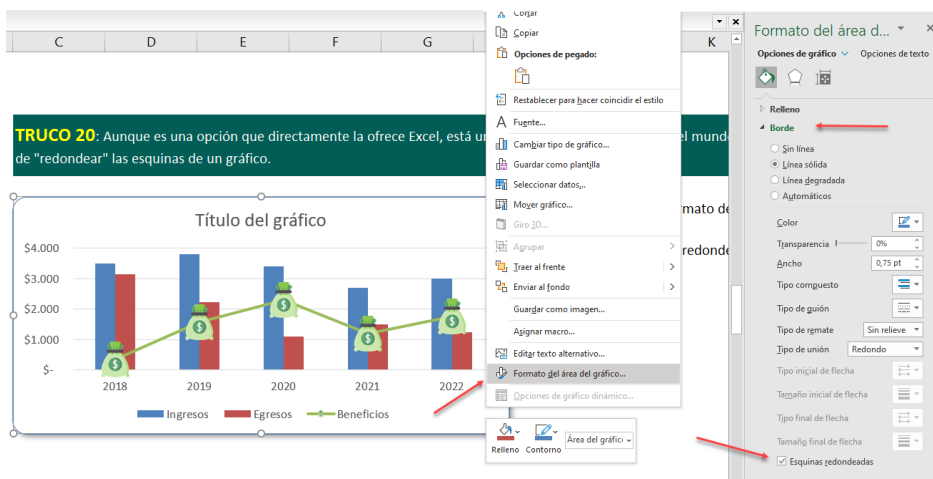 C D E F G K
TRUCO 20: Aunque es una opción que directamente la ofrece Excel, está el mund
de "redondear" las esquinas de un gráfico.
Título del gráfico
$4.000
$3.000
$2.000
$1.000
$-
2018 2019 2020 2021 2022
Ingresos Egresos Beneficios
mato de
redonde
Cortar
Copiar
Opciones de pegado:
Restablecer para hacer coincidir el estilo
Fuente...
Cambiar tipo de gráfico...
Guardar como plantilla
Seleccionar datos...
Mover gráfico...
Giro 3D...
Agrupar
Traer al frente
Enviar al fondo
Guardar como imagen...
Asignar macro...
Editar texto alternativo...
Formato del área del gráfico...
Opciones de gráfico dinámico...
Relleno Contorno Área del gráfic
Formato del área d...
Opciones de gráfico Opciones de texto
Relleno
Borde
Sin línea
Línea sólida
Línea degradada
Automáticos
Color
Transparencia 0%
Ancho 0,75 pt
Tipo compuesto
Tipo de guión
Tipo de remate Sin relieve
Tipo de unión Redondo
Tipo inicial de flecha
Tamaño inicial de flecha
Tipo final de flecha
Tamaño final de flecha
Esquinas redondeadas